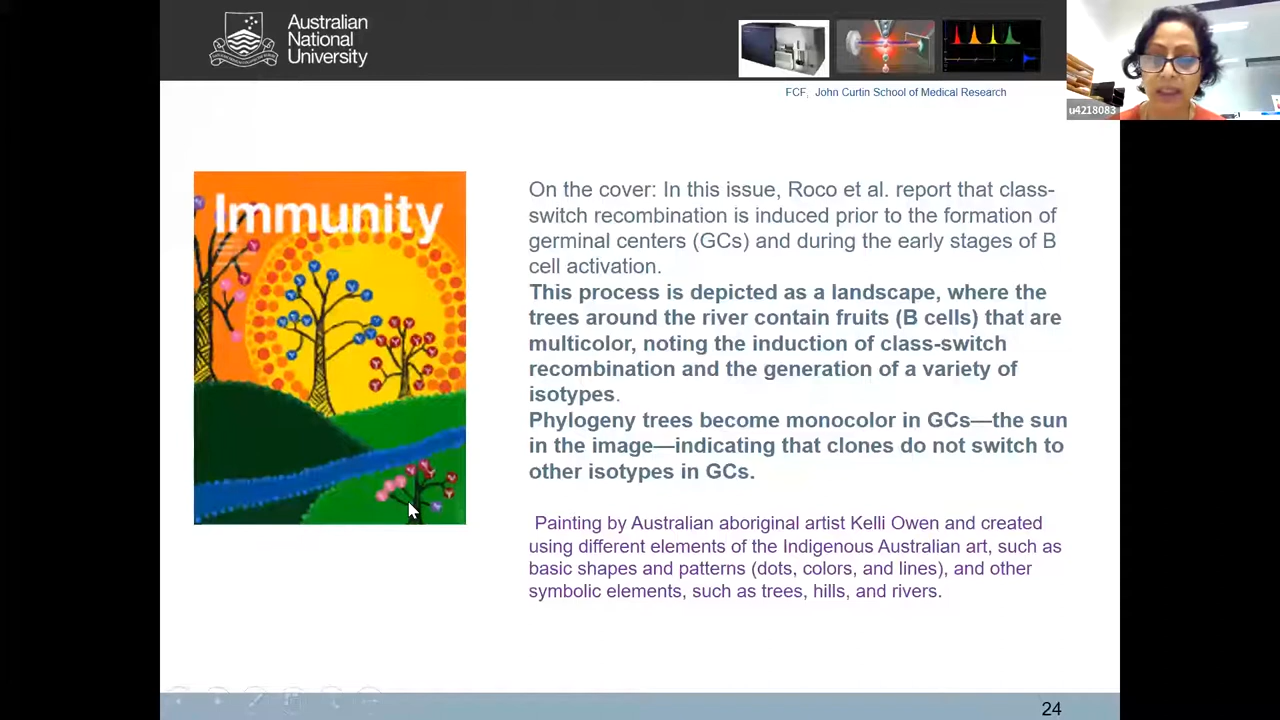 Australian
National
University
FCF, John Curtin School of Medical Research
u4218083
Immunity
On the cover: In this issue, Roco et al. report that class-
switch recombination is induced prior to the formation of
germinal centers (GCs) and during the early stages of B
cell activation.
This process is depicted as a landscape, where the
trees around the river contain fruits (B cells) that are
multicolor, noting the induction of class-switch
recombination and the generation of a variety of
isotypes.
Phylogeny trees become monocolor in GCs—the sun
in the image—indicating that clones do not switch to
other isotypes in GCs.
Painting by Australian aboriginal artist Kelli Owen and created
using different elements of the Indigenous Australian art, such as
basic shapes and patterns (dots, colors, and lines), and other
symbolic elements, such as trees, hills, and rivers.
24